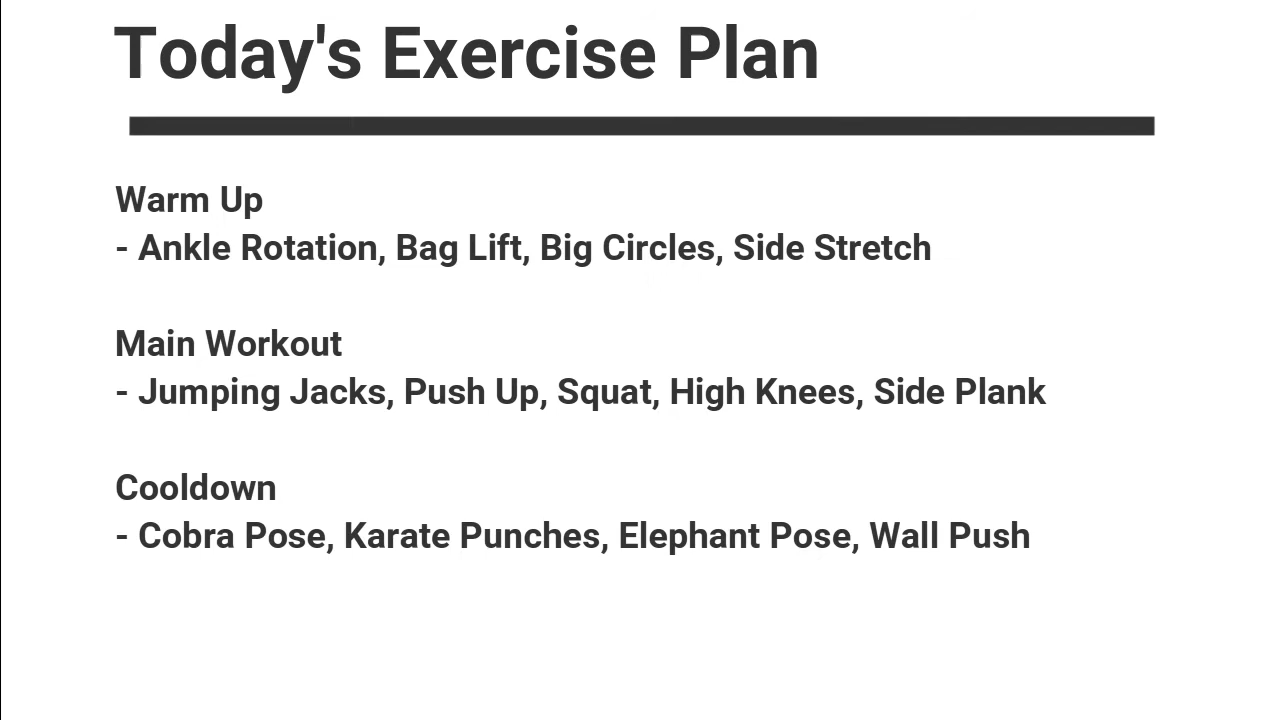 Today's Exercise Plan
Warm Up
- Ankle Rotation, Bag Lift, Big Circles, Side Stretch
Main Workout
- Jumping Jacks, Push Up, Squat, High Knees, Side Plank
Cooldown
- Cobra Pose, Karate Punches, Elephant Pose, Wall Push